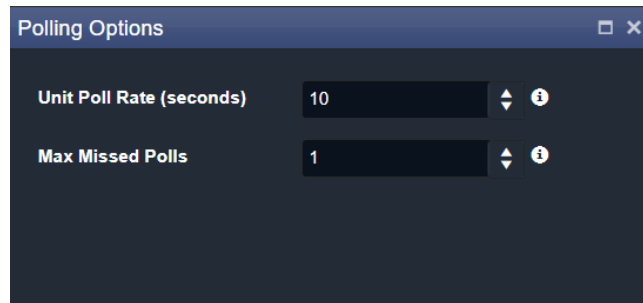 Polling Options
Unit Poll Rate (seconds) 10
Max Missed Polls 1